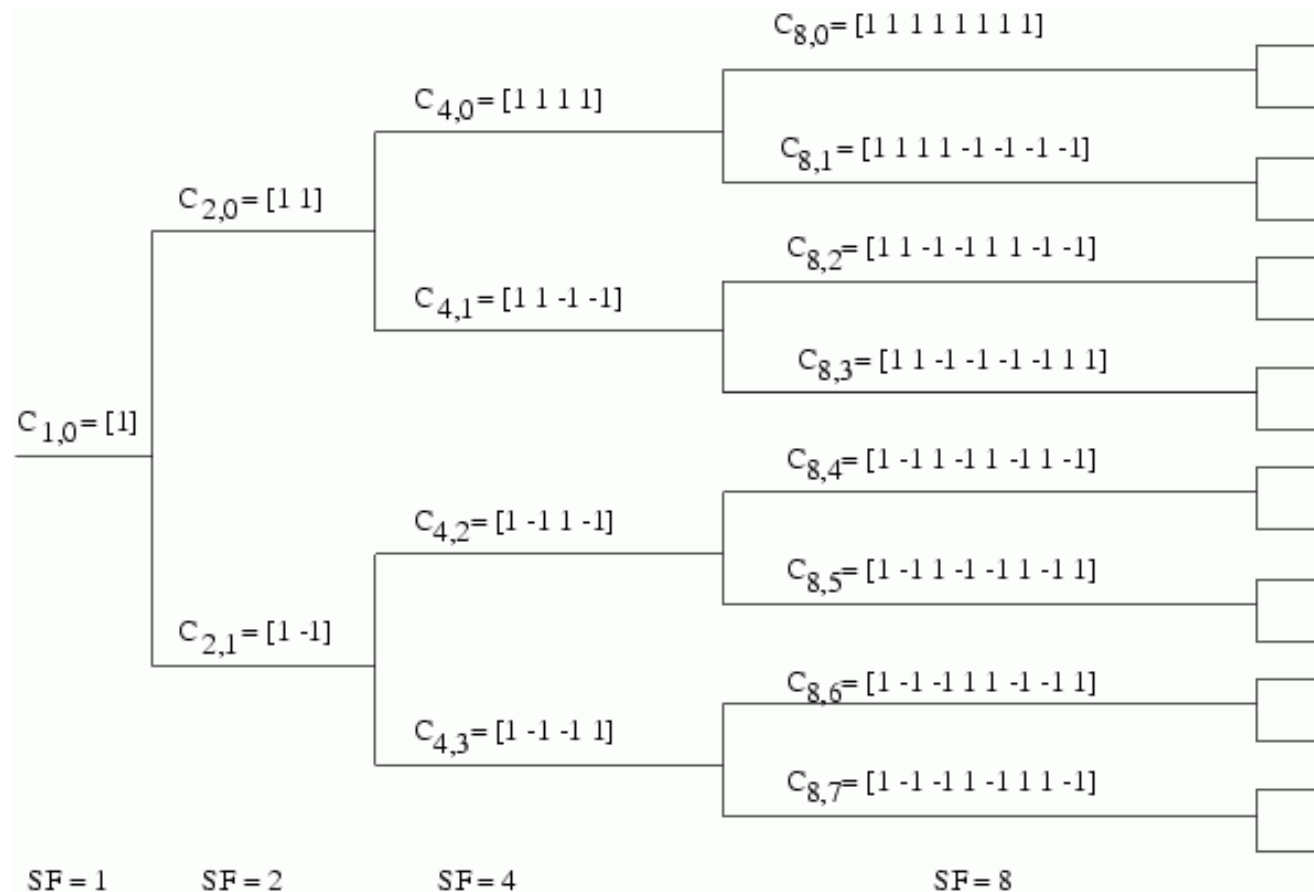 C8,0= [1 1 1 1 1 1 1 1]
C4,0= [1 1 1 1]
C8,1= [1 1 1 1 -1 -1 -1 -1]
C2,0= [1 1]
C8,2= [1 1 -1 -1 1 1 -1 -1]
C4,1= [1 1 -1 -1]
C8,3= [1 1 -1 -1 -1 -1 1 1]
C1,0= [1]
C8,4= [1 -1 1 -1 1 -1 1 -1]
C4,2= [1 -1 1 -1]
C8,5= [1 -1 1 -1 -1 1 -1 1]
C2,1= [1 -1]
C8,6= [1 -1 -1 1 1 -1 -1 1]
C4,3= [1 -1 -1 1]
C8,7= [1 -1 -1 1 -1 1 1 -1]
SF = 1 SF = 2 SF = 4 SF = 8